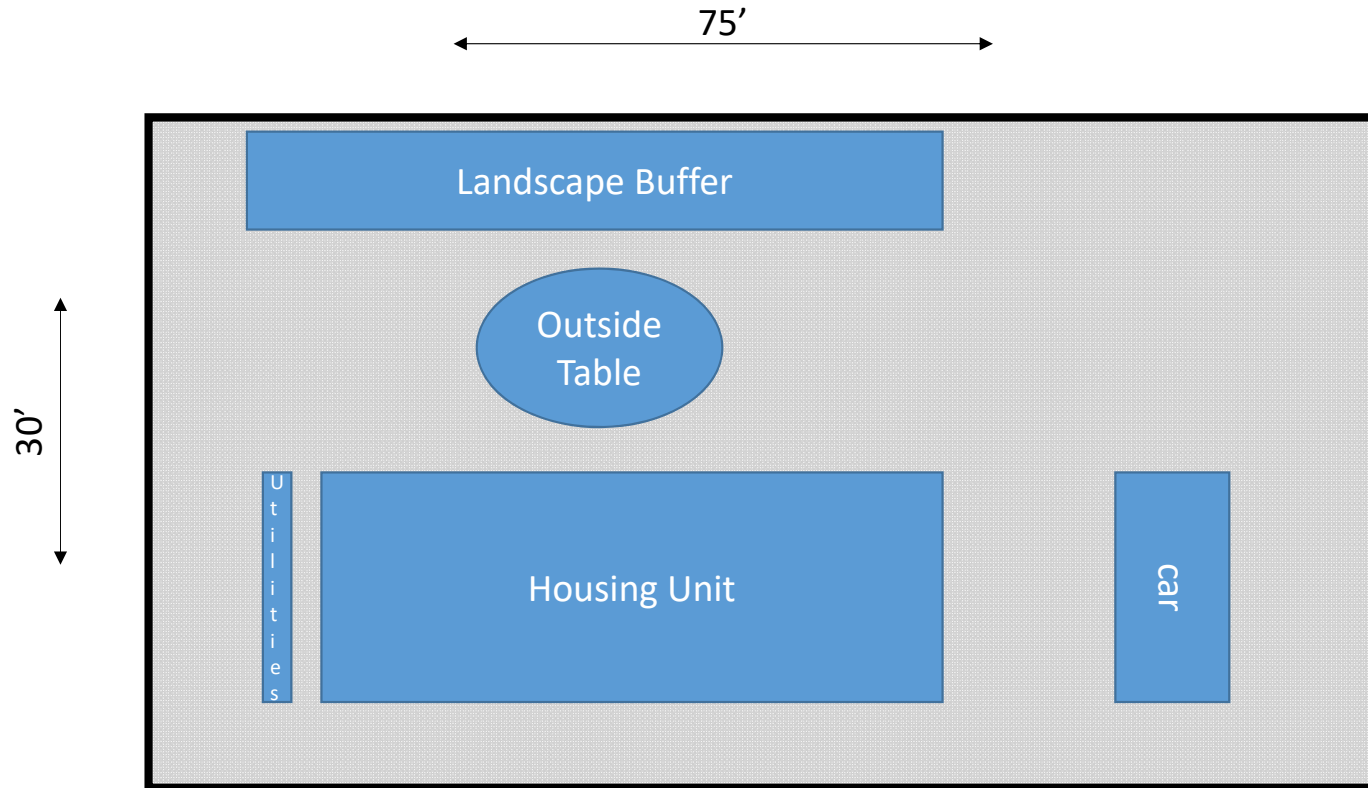 75’
Landscape Buffer
Outside
Table
30’
Utilities
Housing Unit
car